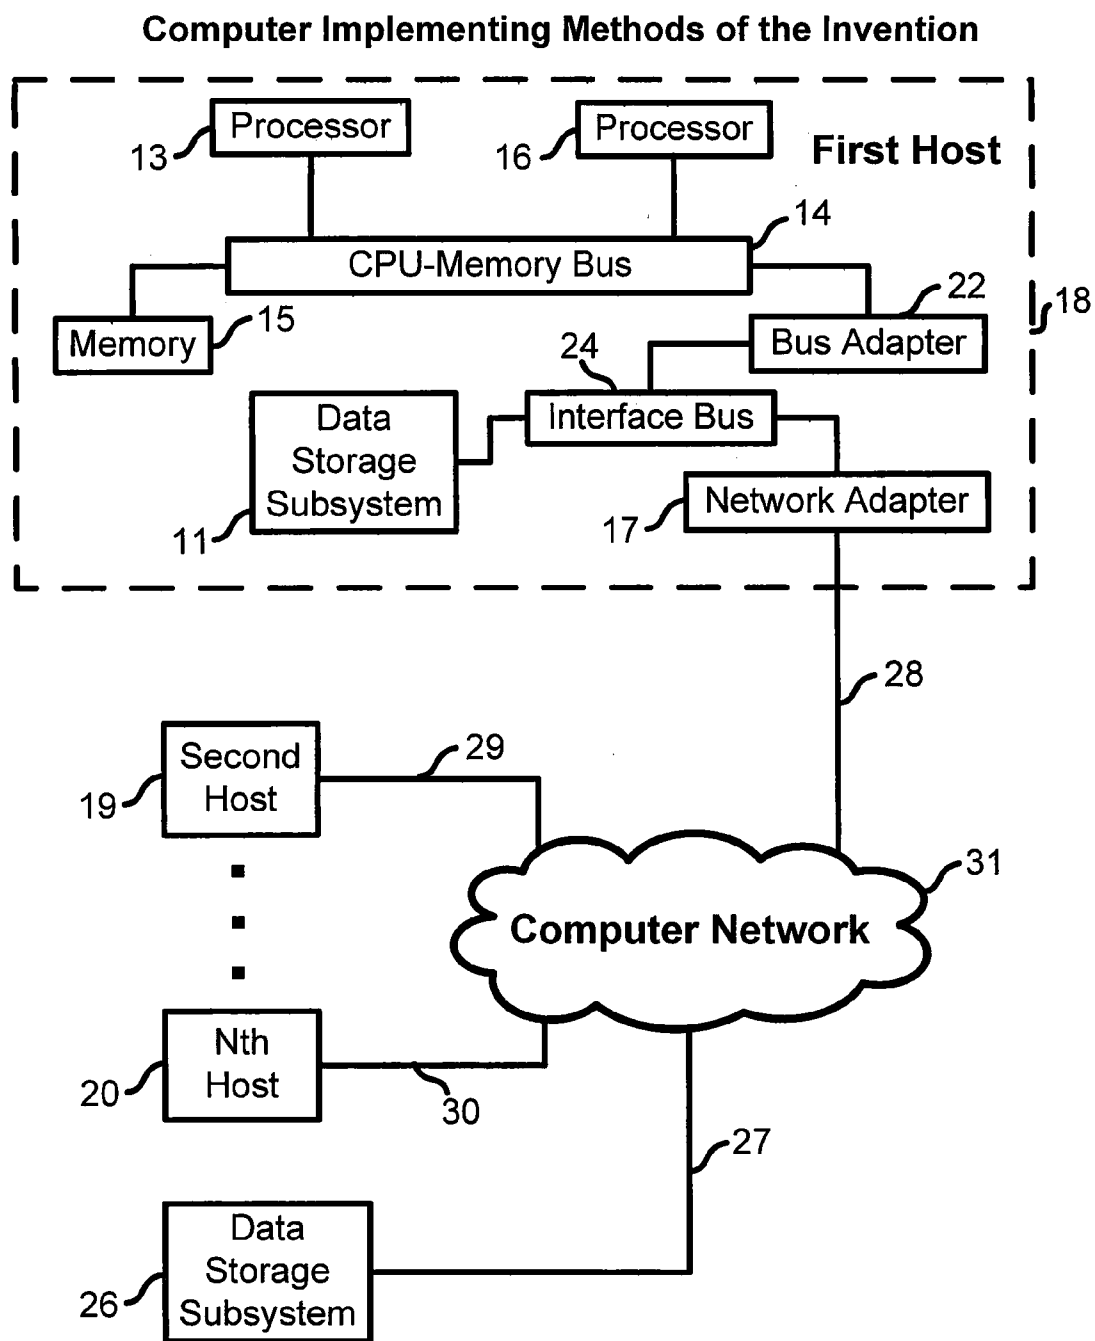 Computer Implementing Methods of the Invention
Processor
13
Processor
16
First Host
14
CPU-Memory Bus
22
18
15
Memory
Bus Adapter
24
Data
Storage
Subsystem
Interface Bus
11
Network Adapter
17
28
Second
Host
29
19
31
Computer Network
Nth
Host
20
30
27
Data
Storage
Subsystem
26